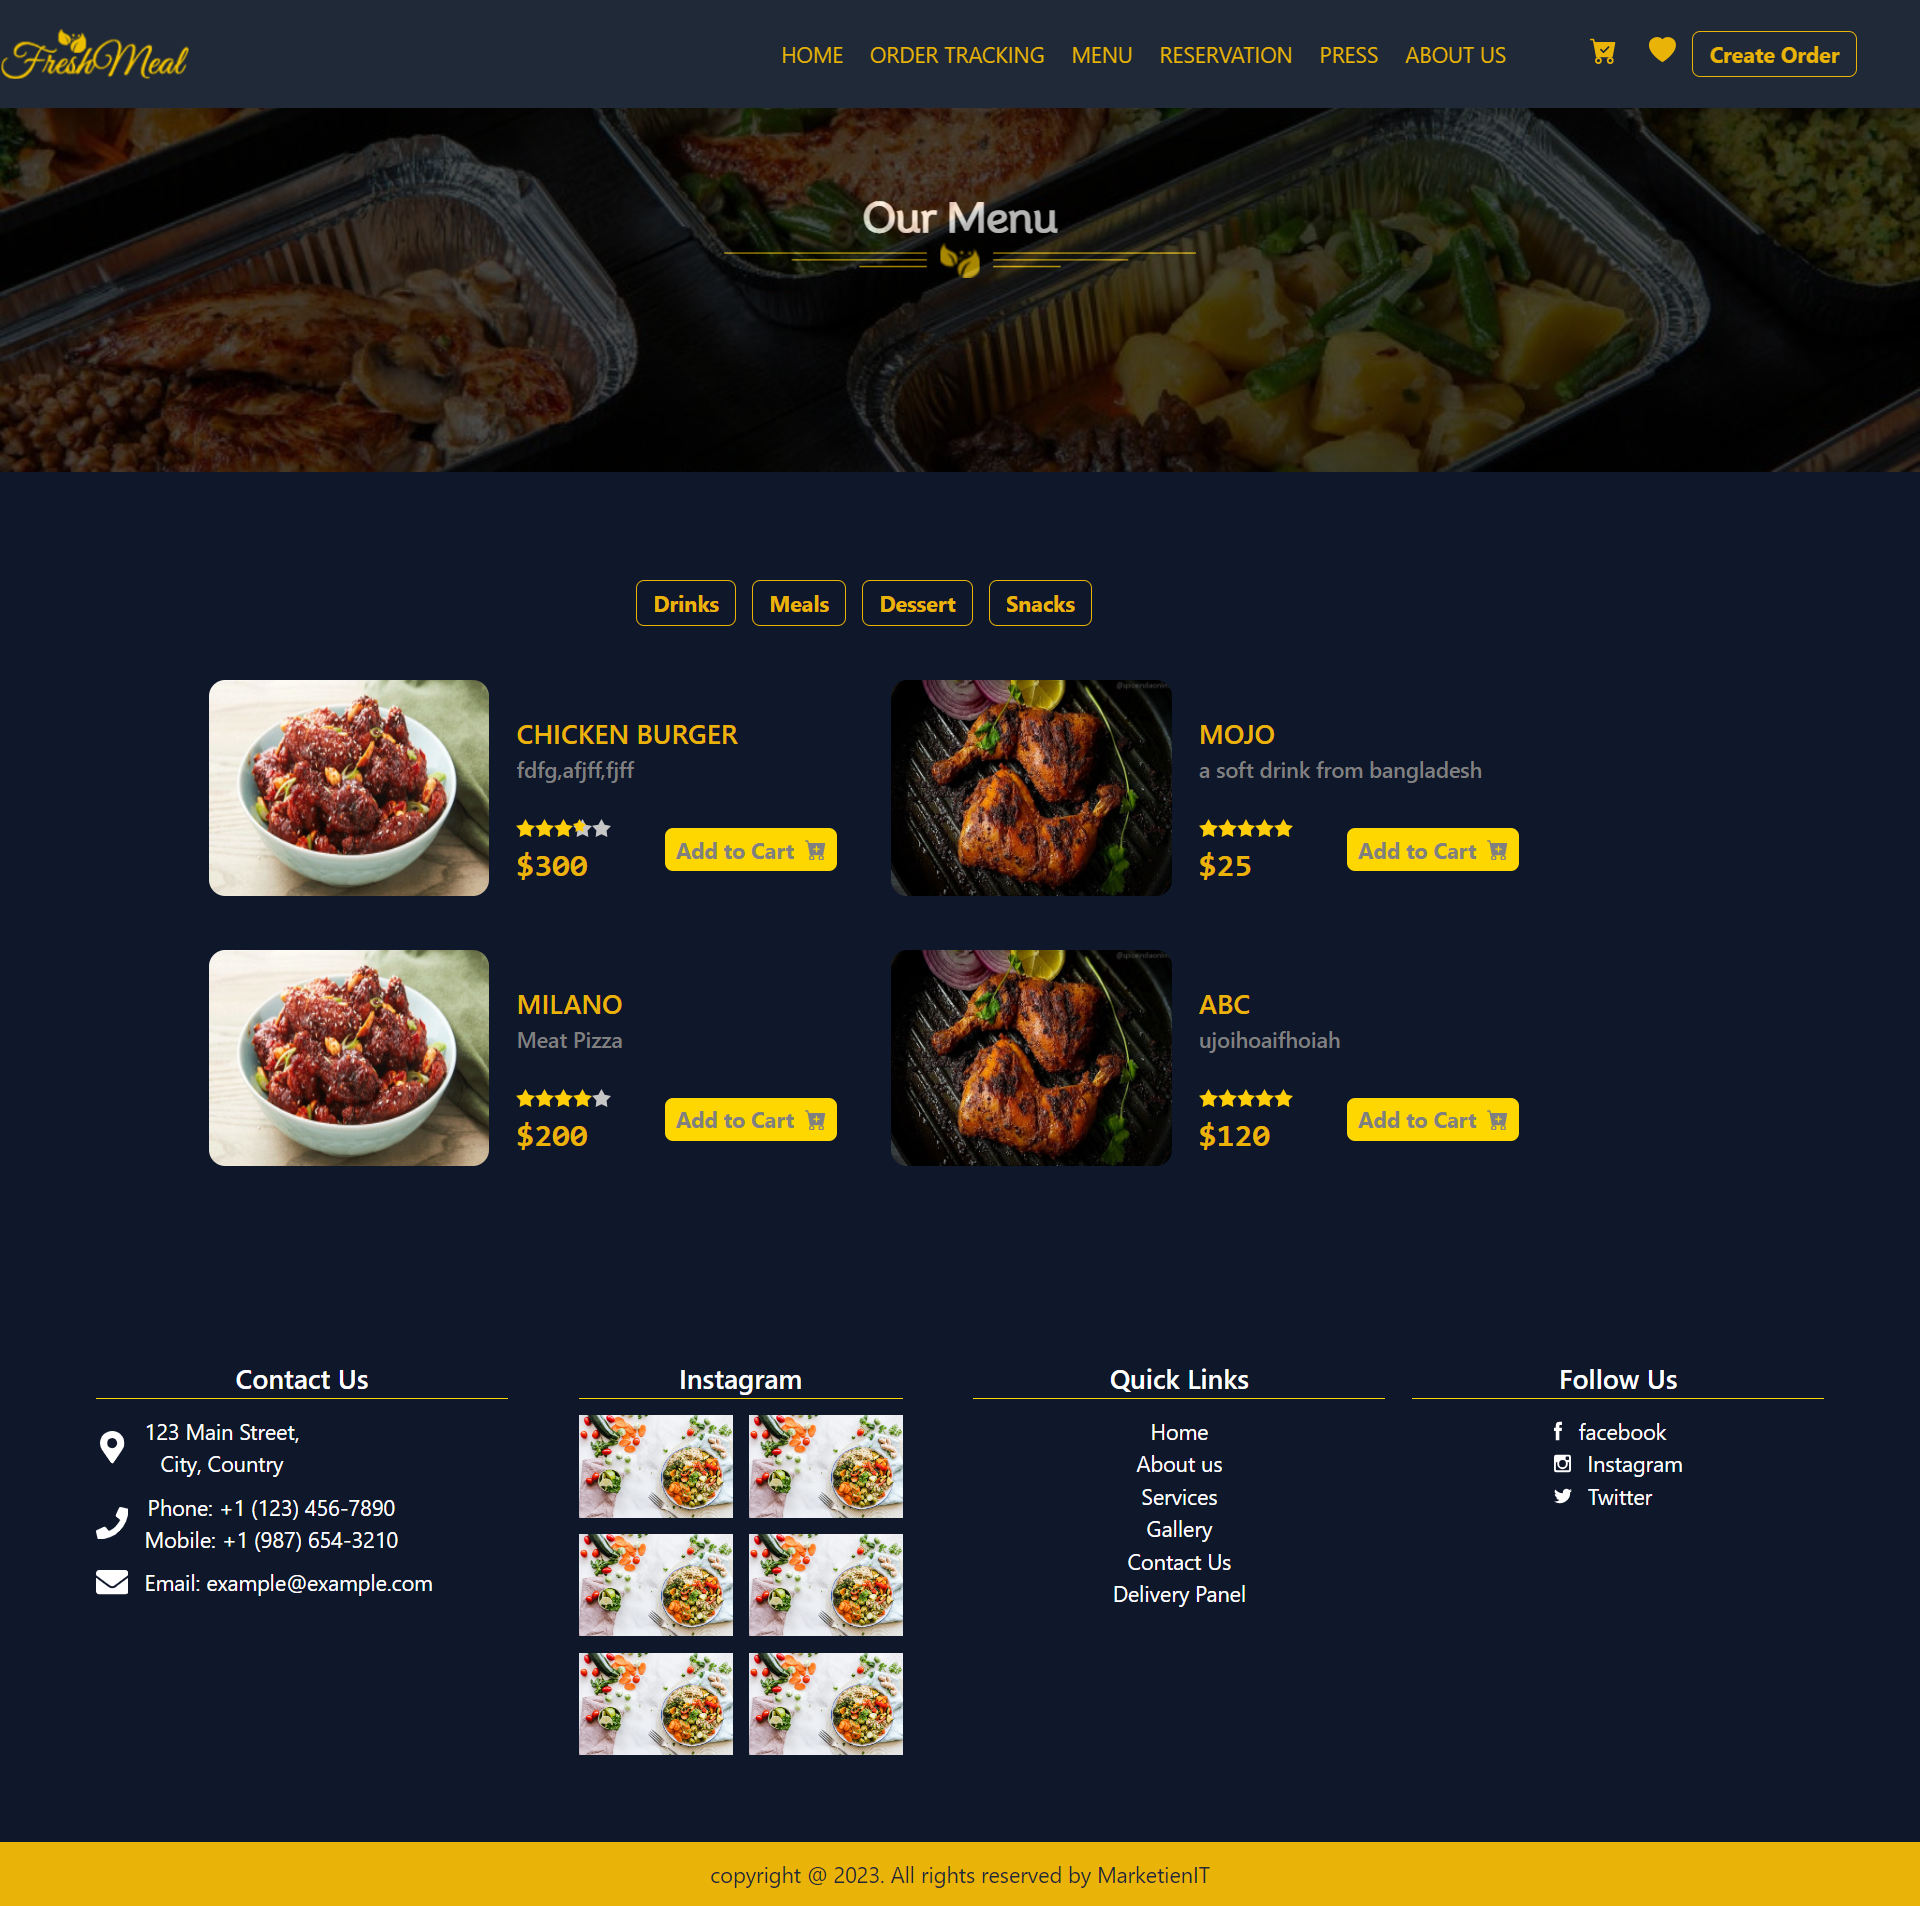 FreshMeal
HOME ORDER TRACKING MENU RESERVATION PRESS ABOUT US Create Order
Our Menu
Drinks Meals Dessert Snacks
CHICKEN BURGER
fdfg,afjff,fjff
$300
Add to Cart
MOJO
a soft drink from bangladesh
$25
Add to Cart
MILANO
Meat Pizza
$200
Add to Cart
ABC
ujoihoaifhoiah
$120
Add to Cart
Contact Us
123 Main Street,
City, Country
Phone: +1 (123) 456-7890
Mobile: +1 (987) 654-3210
Email: example@example.com
Instagram
Quick Links
Home
About us
Services
Gallery
Contact Us
Delivery Panel
Follow Us
facebook
Instagram
Twitter
copyright @ 2023. All rights reserved by MarketienIT